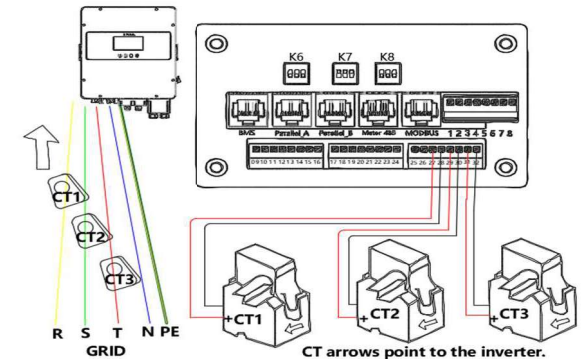 K6 K7 K8
BMS Parallel_A Parallel_B Meter 485 MODBUS 1 2 3 4 5 6 7 8
09 10 11 12 13 14 15 16 17 18 19 20 21 22 23 24 25 26 27 28 29 30 31 32
CT1
CT2
CT3
R S T N PE
GRID
+CT1 +CT2 +CT3
CT arrows point to the inverter.